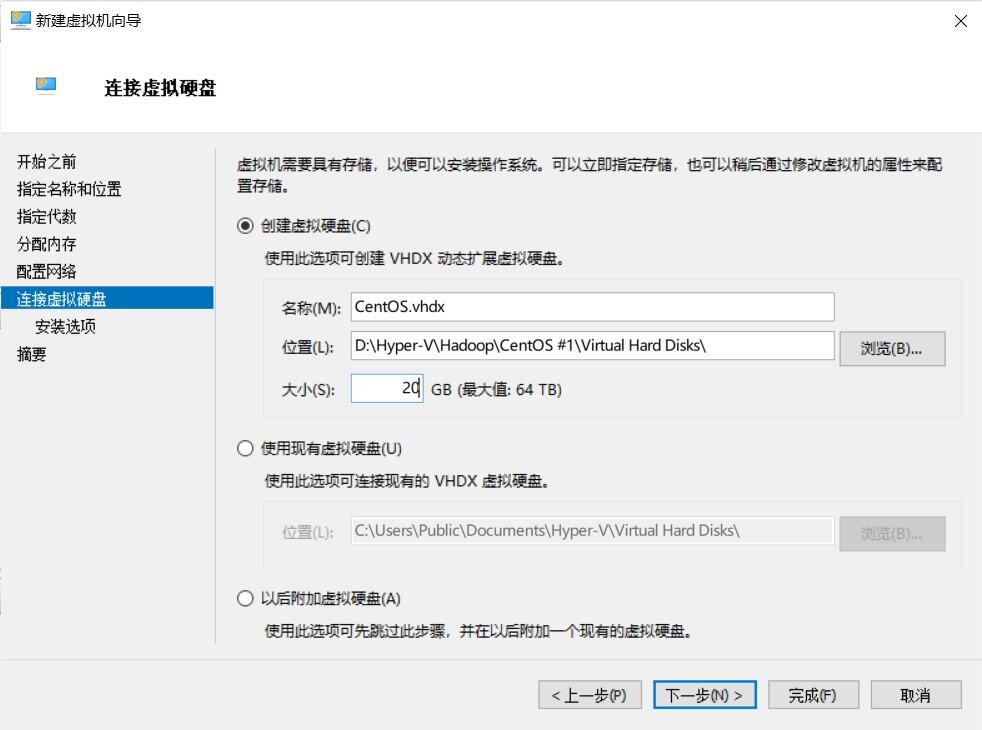 新建虚拟机向导
连接虚拟硬盘
开始之前
指定名称和位置
指定代数
分配内存
配置网络
连接虚拟硬盘
安装选项
摘要
虚拟机需要具有存储，以便可以安装操作系统。可以立即指定存储，也可以稍后通过修改虚拟机的属性来配
置存储。
创建虚拟硬盘(C)
使用此选项可创建 VHDX 动态扩展虚拟硬盘。
名称(M): CentOS.vhdx
位置(L): D:\Hyper-V\Hadoop\CentOS #1\Virtual Hard Disks\ 浏览(B)...
大小(S): 20 GB (最大值: 64 TB)
使用现有虚拟硬盘(U)
使用此选项可连接现有的 VHDX 虚拟硬盘。
位置(L): C:\Users\Public\Documents\Hyper-V\Virtual Hard Disks\ 浏览(B)...
以后附加虚拟硬盘(A)
使用此选项可先跳过此步骤，并在以后附加一个现有的虚拟硬盘。
< 上一步(P) 下一步(N) > 完成(F) 取消